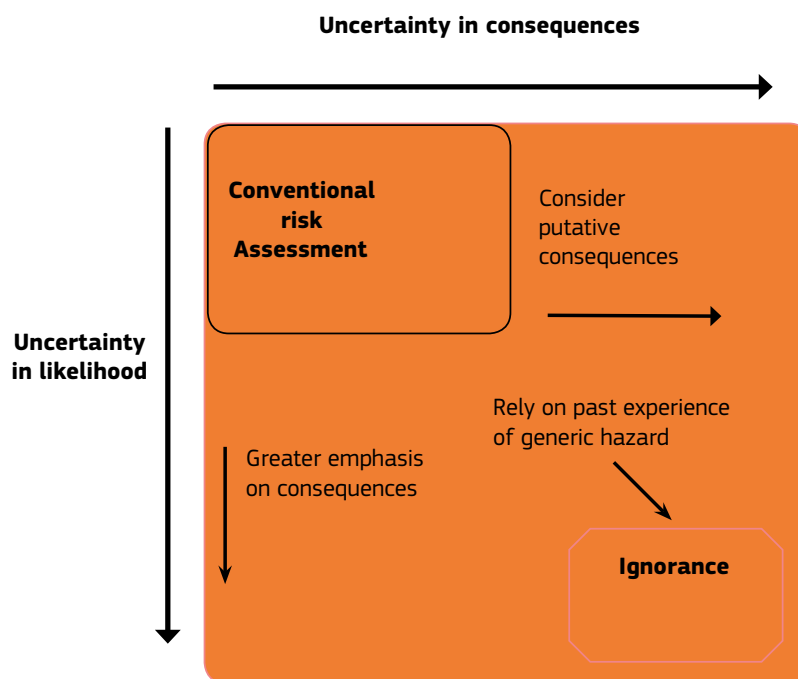 Uncertainty in consequences
Conventional
risk
Assessment
Consider
putative
consequences
Uncertainty
in likelihood
Rely on past experience
of generic hazard
Greater emphasis
on consequences
Ignorance